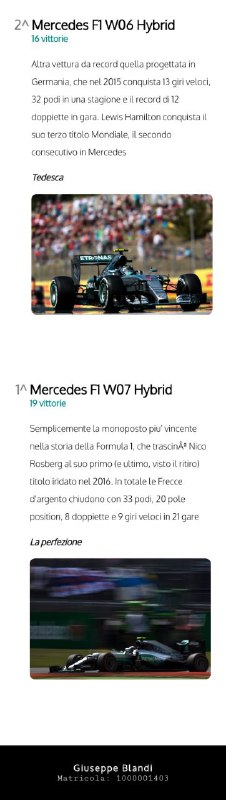 2^ Mercedes F1 W06 Hybrid
16 vittorie
Altra vettura da record quella progettata in
Germania, che nel 2015 conquista 13 giri veloci,
32 podi in una stagione e il record di 12
doppiette in gara. Lewis Hamilton conquista il
suo terzo titolo Mondiale, il secondo
consecutivo in Mercedes
Tedesca
PETRONAS
1^ Mercedes F1 W07 Hybrid
19 vittorie
Semplicemente la monoposto piu' vincente
nella storia della Formula 1, che trascinÃ² Nico
Rosberg al suo primo (e ultimo, visto il ritiro)
titolo iridato nel 2016. In totale le Frecce
d'argento chiudono con 33 podi, 20 pole
position, 8 doppiette e 9 giri veloci in 21 gare
La perfezione
Giuseppe Blandi
Matricola: 1000001403